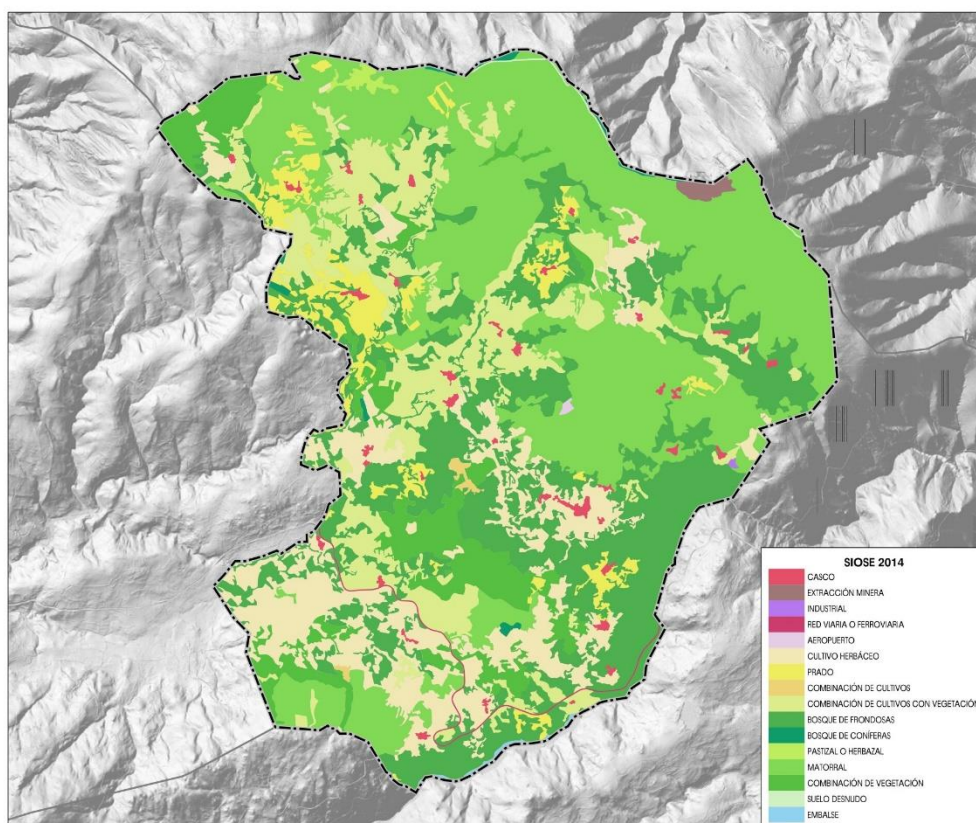 SIOSE 2014
CASCO
EXTRACCIÓN MINERA
INDUSTRIAL
RED VIARIA O FERROVIARIA
AEROPUERTO
CULTIVO HERBÁCEO
PRADO
COMBINACIÓN DE CULTIVOS
COMBINACIÓN DE CULTIVOS CON VEGETACIÓN
BOSQUE DE FRONDOSAS
BOSQUE DE CONÍFERAS
PASTIZAL O HERBAZAL
MATORRAL
COMBINACIÓN DE VEGETACIÓN
SUELO DESNUDO
EMBALSE